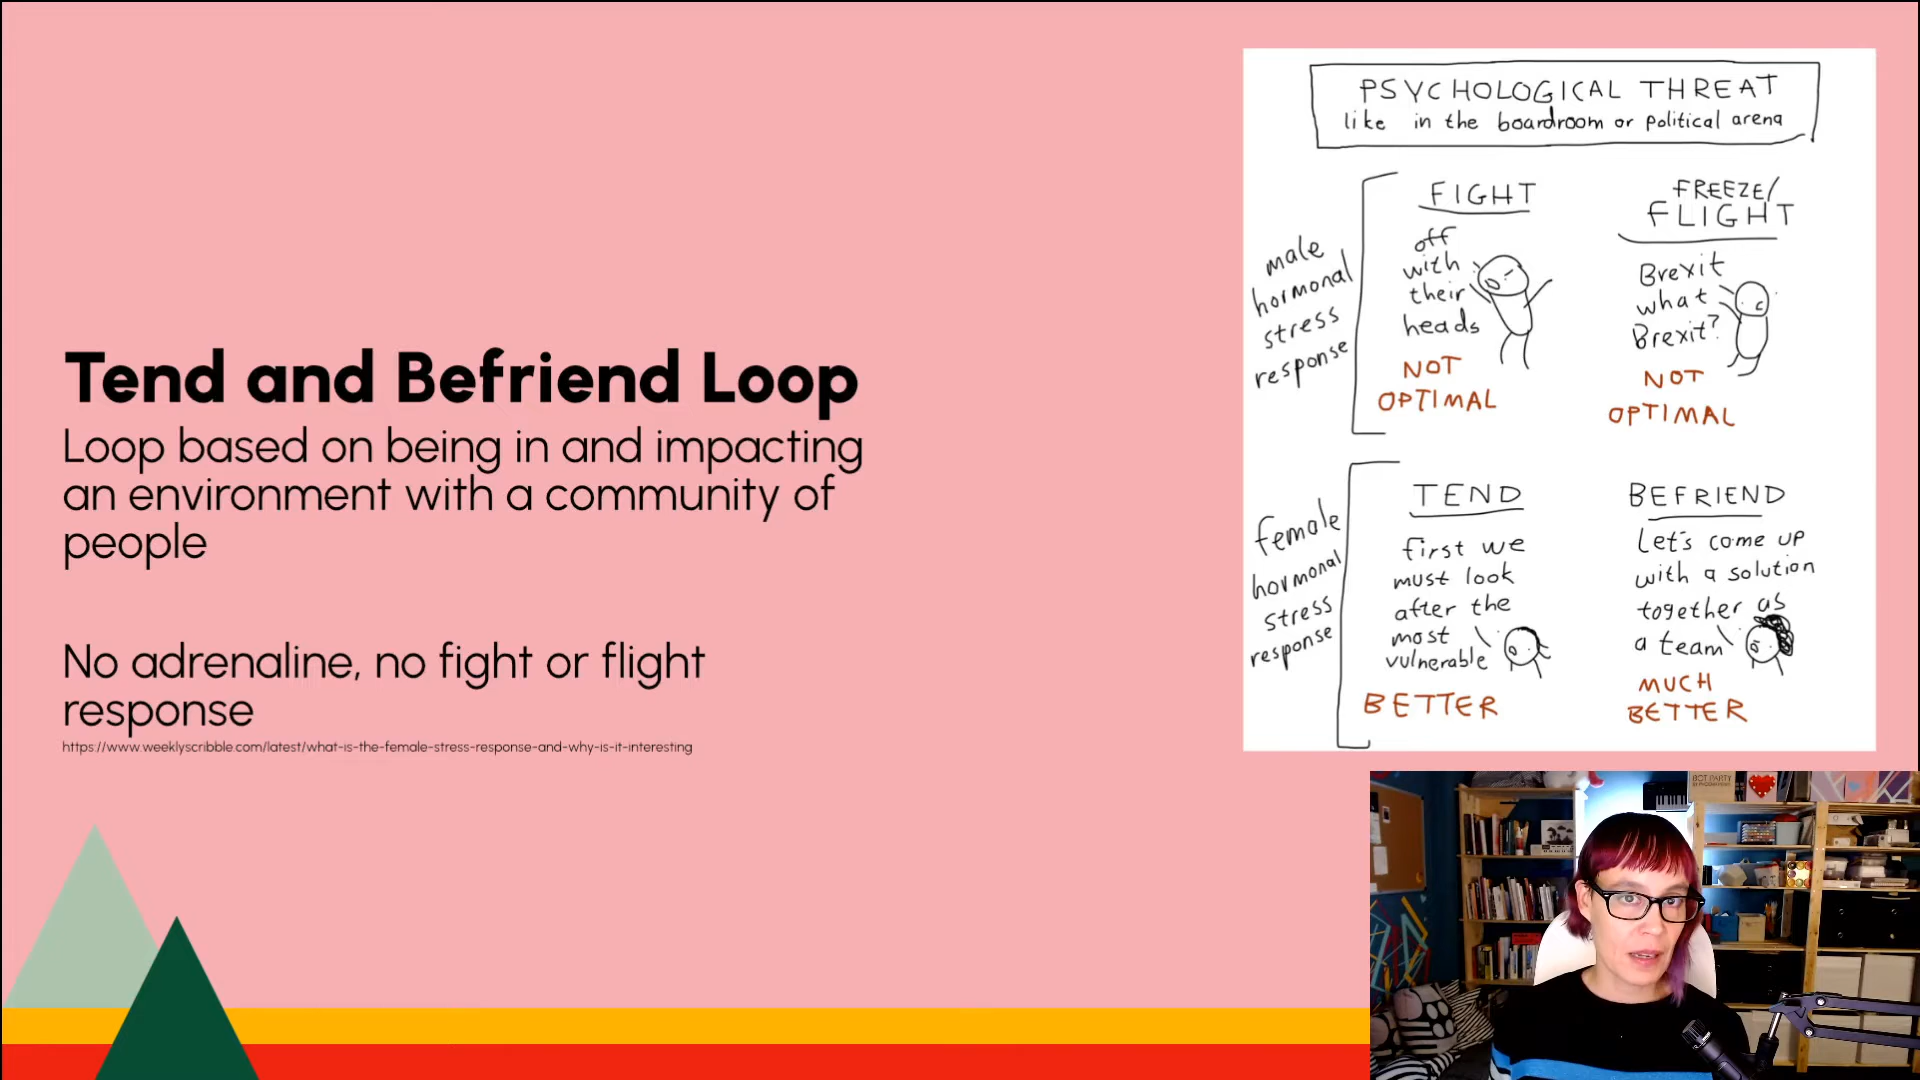 Tend and Befriend Loop
Loop based on being in and impacting
an environment with a community of
people
No adrenaline, no fight or flight
response
https://www.weeklyscribble.com/latest/what-is-the-female-stress-response-and-why-is-it-interesting
PSYCHOLOGICAL THREAT
like in the boardroom or political arena
male
hormonal
stress
response
FIGHT
off
with
their
heads
NOT
OPTIMAL
FREEZE/
FLIGHT
Brexit
what
Brexit?
NOT
OPTIMAL
female
hormonal
stress
response
TEND
first we
must look
after the
most
vulnerable
BETTER
BEFRIEND
Let's come up
with a solution
together as
a team
MUCH
BETTER
BOT PARTY